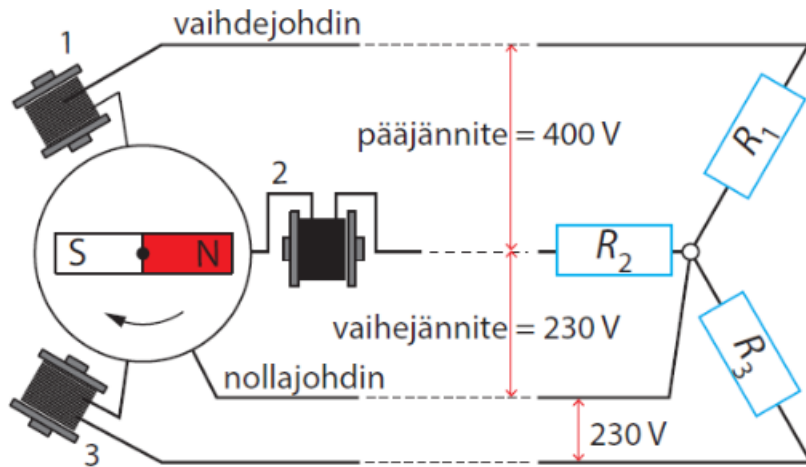 vaihdejohdin
1
pääjännite = 400 V
R1
2
S N
R2
vaihejännite = 230 V
R3
nollajohdin
230 V
3